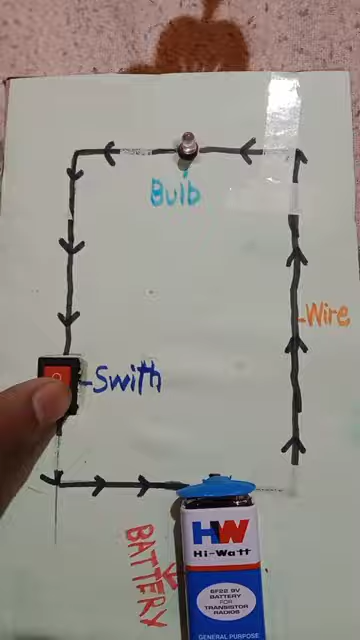 Bulb
Wire
Swith
BATTERY
HW
Hi-Watt
6F22 9V
BATTERY
FOR
TRANSISTOR
RADIOS
GENERAL PURPOSE